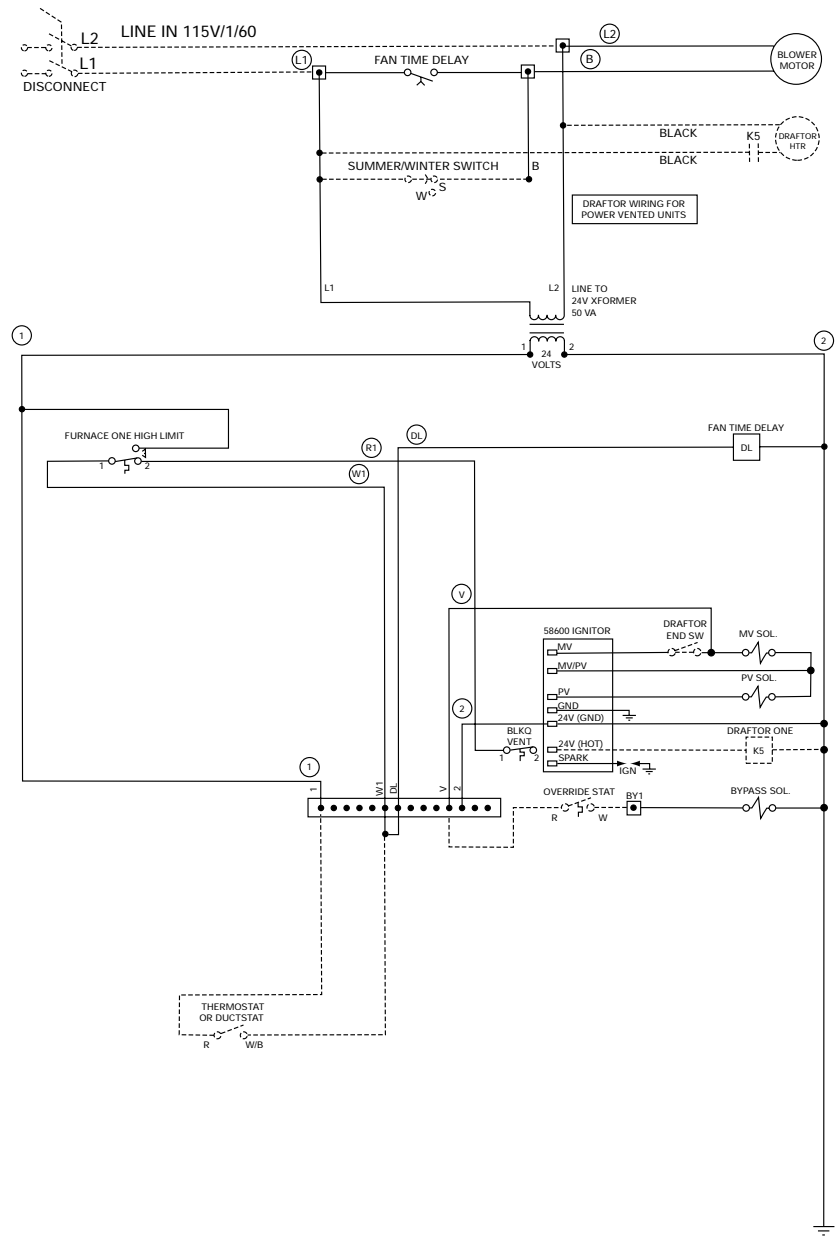 L2
LINE IN 115V/1/60
L2
L1
L1
FAN TIME DELAY
B
BLOWER
MOTOR
DISCONNECT
BLACK
K5
DRAFTOR
HTR
BLACK
SUMMER/WINTER SWITCH
B
S
W
DRAFTOR WIRING FOR
POWER VENTED UNITS
L1
L2
LINE TO
24V XFORMER
50 VA
1
1
24
VOLTS
2
2
FURNACE ONE HIGH LIMIT
3
1
2
R1
W1
DL
FAN TIME DELAY
DL
V
58600 IGNITOR
MV
MV/PV
PV
GND
24V (GND)
24V (HOT)
SPARK
DRAFTOR
END SW
MV SOL.
PV SOL.
2
BLKQ
VENT
1
2
DRAFTOR ONE
K5
IGN
1
1
W1
DL
V
2
OVERRIDE STAT
R
W
BY1
BYPASS SOL.
THERMOSTAT
OR DUCTSTAT
R
W/B